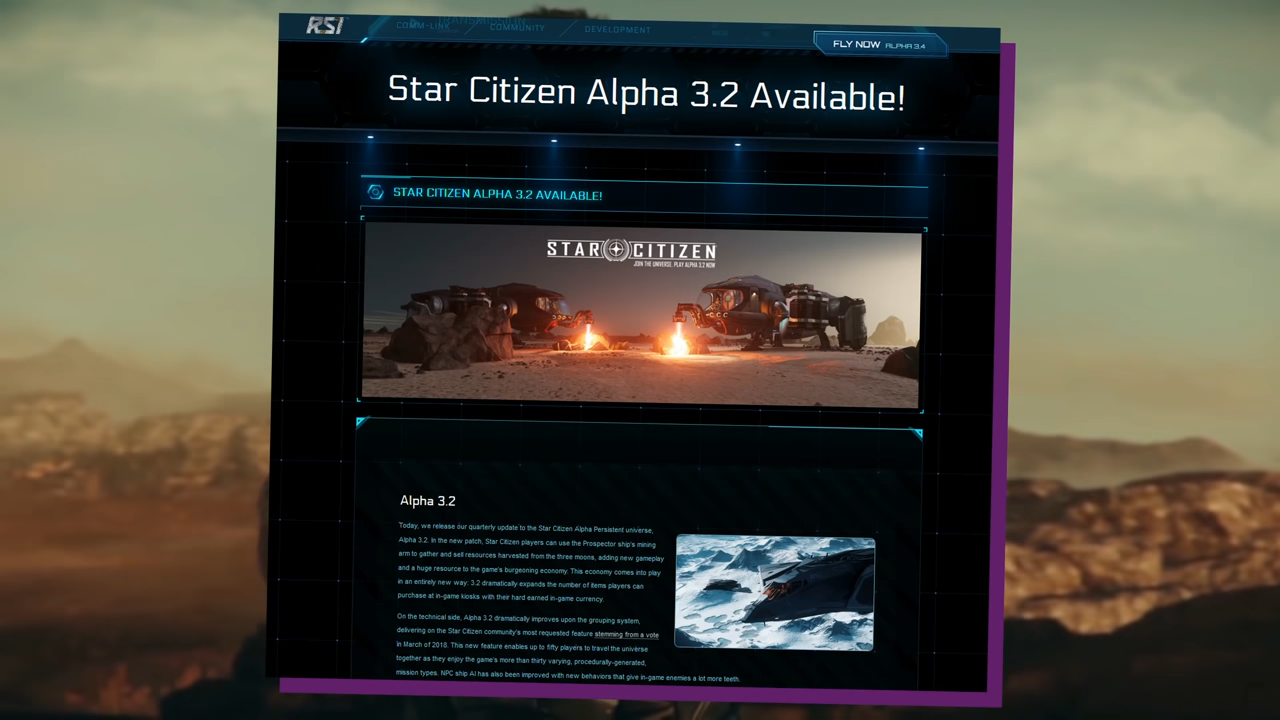 RSI
TRANSMISSION
COMM-LINK
COMMUNITY
DEVELOPMENT
FLY NOW ALPHA 3.4
Star Citizen Alpha 3.2 Available!
STAR CITIZEN ALPHA 3.2 AVAILABLE!
STAR CITIZEN
JOIN THE UNIVERSE. PLAY ALPHA 3.2 NOW
Alpha 3.2
Today, we release our quarterly update to the Star Citizen Alpha Persistent universe,
Alpha 3.2. In the new patch, Star Citizen players can use the Prospector ship's mining
arm to gather and sell resources harvested from the three moons, adding new gameplay
and a huge resource to the game's burgeoning economy. This economy comes into play
in an entirely new way: 3.2 dramatically expands the number of items players can
purchase at in-game kiosks with their hard earned in-game currency.
On the technical side, Alpha 3.2 dramatically improves upon the grouping system,
delivering on the Star Citizen community's most requested feature stemming from a vote
in March of 2018. This new feature enables up to fifty players to travel the universe
together as they enjoy the game's more than thirty varying, procedurally-generated,
mission types. NPC ship AI has also been improved with new behaviors that give in-game enemies a lot more teeth.